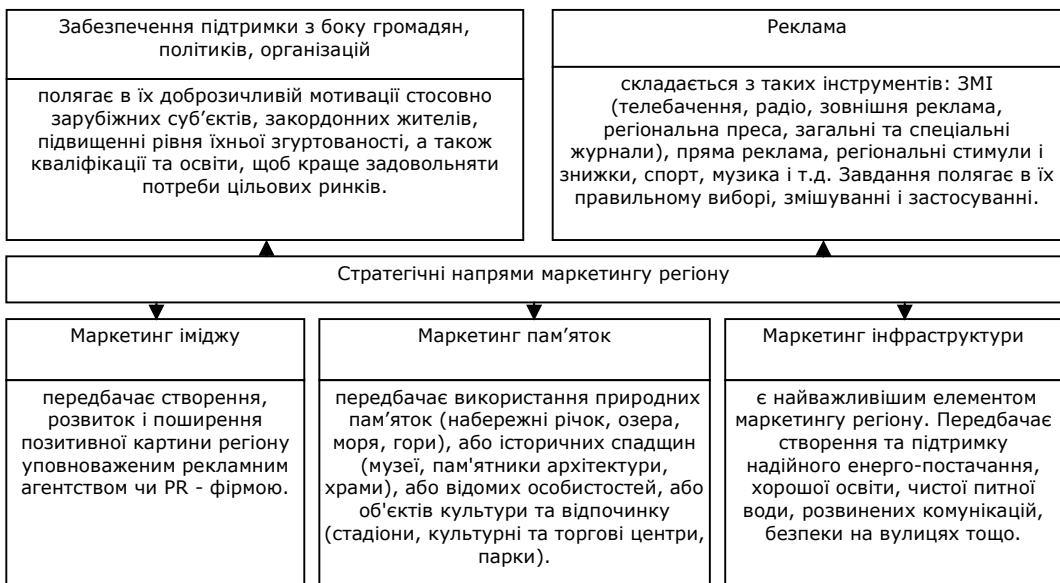 Забезпечення підтримки з боку громадян,
політиків, організацій
полягає в їх доброзичливій мотивації стосовно
зарубіжних суб’єктів, закордонних жителів,
підвищенні рівня їхньої згуртованості, а також
кваліфікації та освіти, щоб краще задовольняти
потреби цільових ринків.
Реклама
складається з таких інструментів: ЗМІ
(телебачення, радіо, зовнішня реклама,
регіональна преса, загальні та спеціальні
журнали), пряма реклама, регіональні стимули і
знижки, спорт, музика і т.д. Завдання полягає в їх
правильному виборі, змішуванні і застосуванні.
Стратегічні напрями маркетингу регіону
Маркетинг іміджу
передбачає створення,
розвиток і поширення
позитивної картини регіону
уповноваженим рекламним
агентством чи PR - фірмою.
Маркетинг пам’яток
передбачає використання природних
пам’яток (набережні річок, озера,
моря, гори), або історичних спадщин
(музеї, пам'ятники архітектури,
храми), або відомих особистостей, або
об'єктів культури та відпочинку
(стадіони, культурні та торгові центри,
парки).
Маркетинг інфраструктури
є найважливішим елементом
маркетингу регіону. Передбачає
створення та підтримку
надійного енерго-постачання,
хорошої освіти, чистої питної
води, розвинених комунікацій,
безпеки на вулицях тощо.